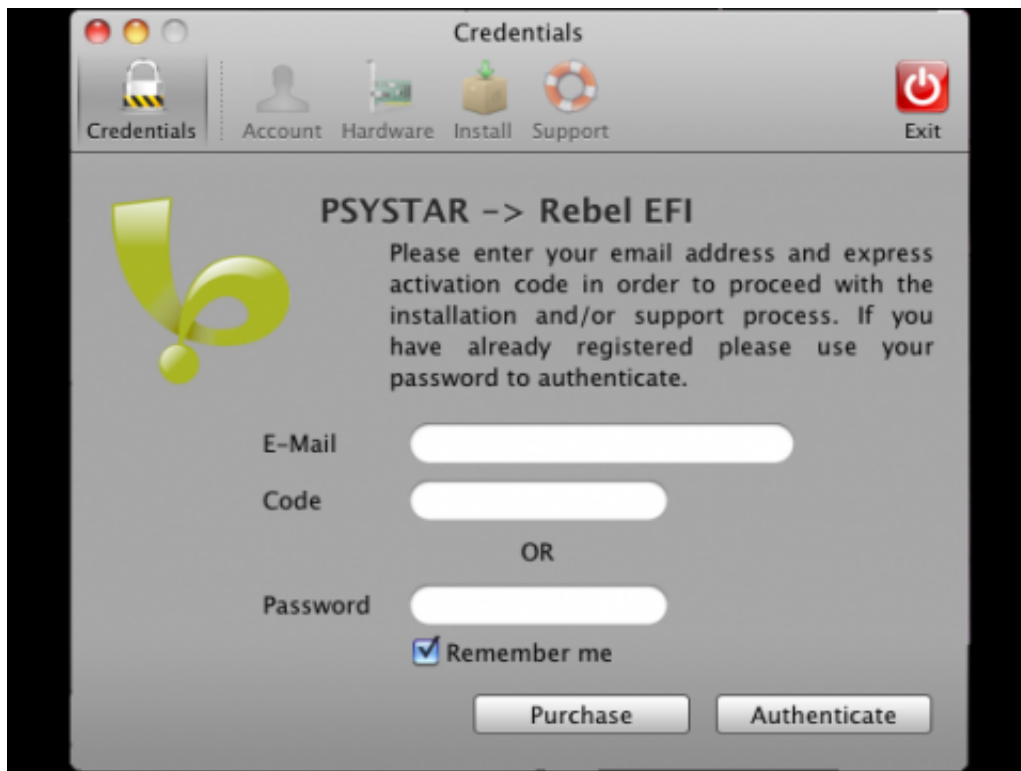 Credentials
Credentials
Account
Hardware
Install
Support
Exit
PSYSTAR -> Rebel EFI
Please enter your email address and express
activation code in order to proceed with the
installation and/or support process. If you
have already registered please use your
password to authenticate.
E-Mail
Code
OR
Password
Remember me
Purchase
Authenticate